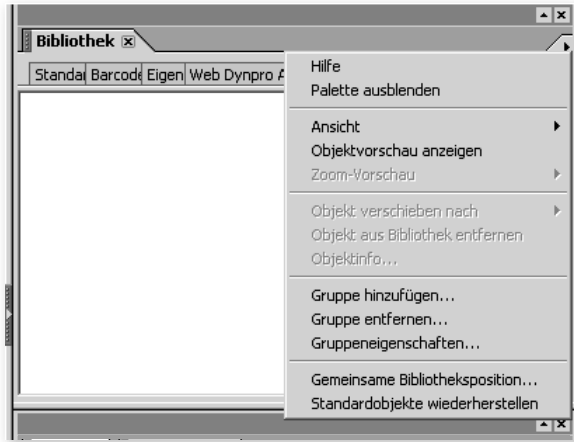 Bibliothek
Standar Barcode Eigen Web Dynpro A
Hilfe
Palette ausblenden
Ansicht
Objektvorschau anzeigen
Zoom-Vorschau
Objekt verschieben nach
Objekt aus Bibliothek entfernen
Objektinfo...
Gruppe hinzufügen...
Gruppe entfernen...
Gruppeneigenschaften...
Gemeinsame Bibliotheksposition...
Standardobjekte wiederherstellen